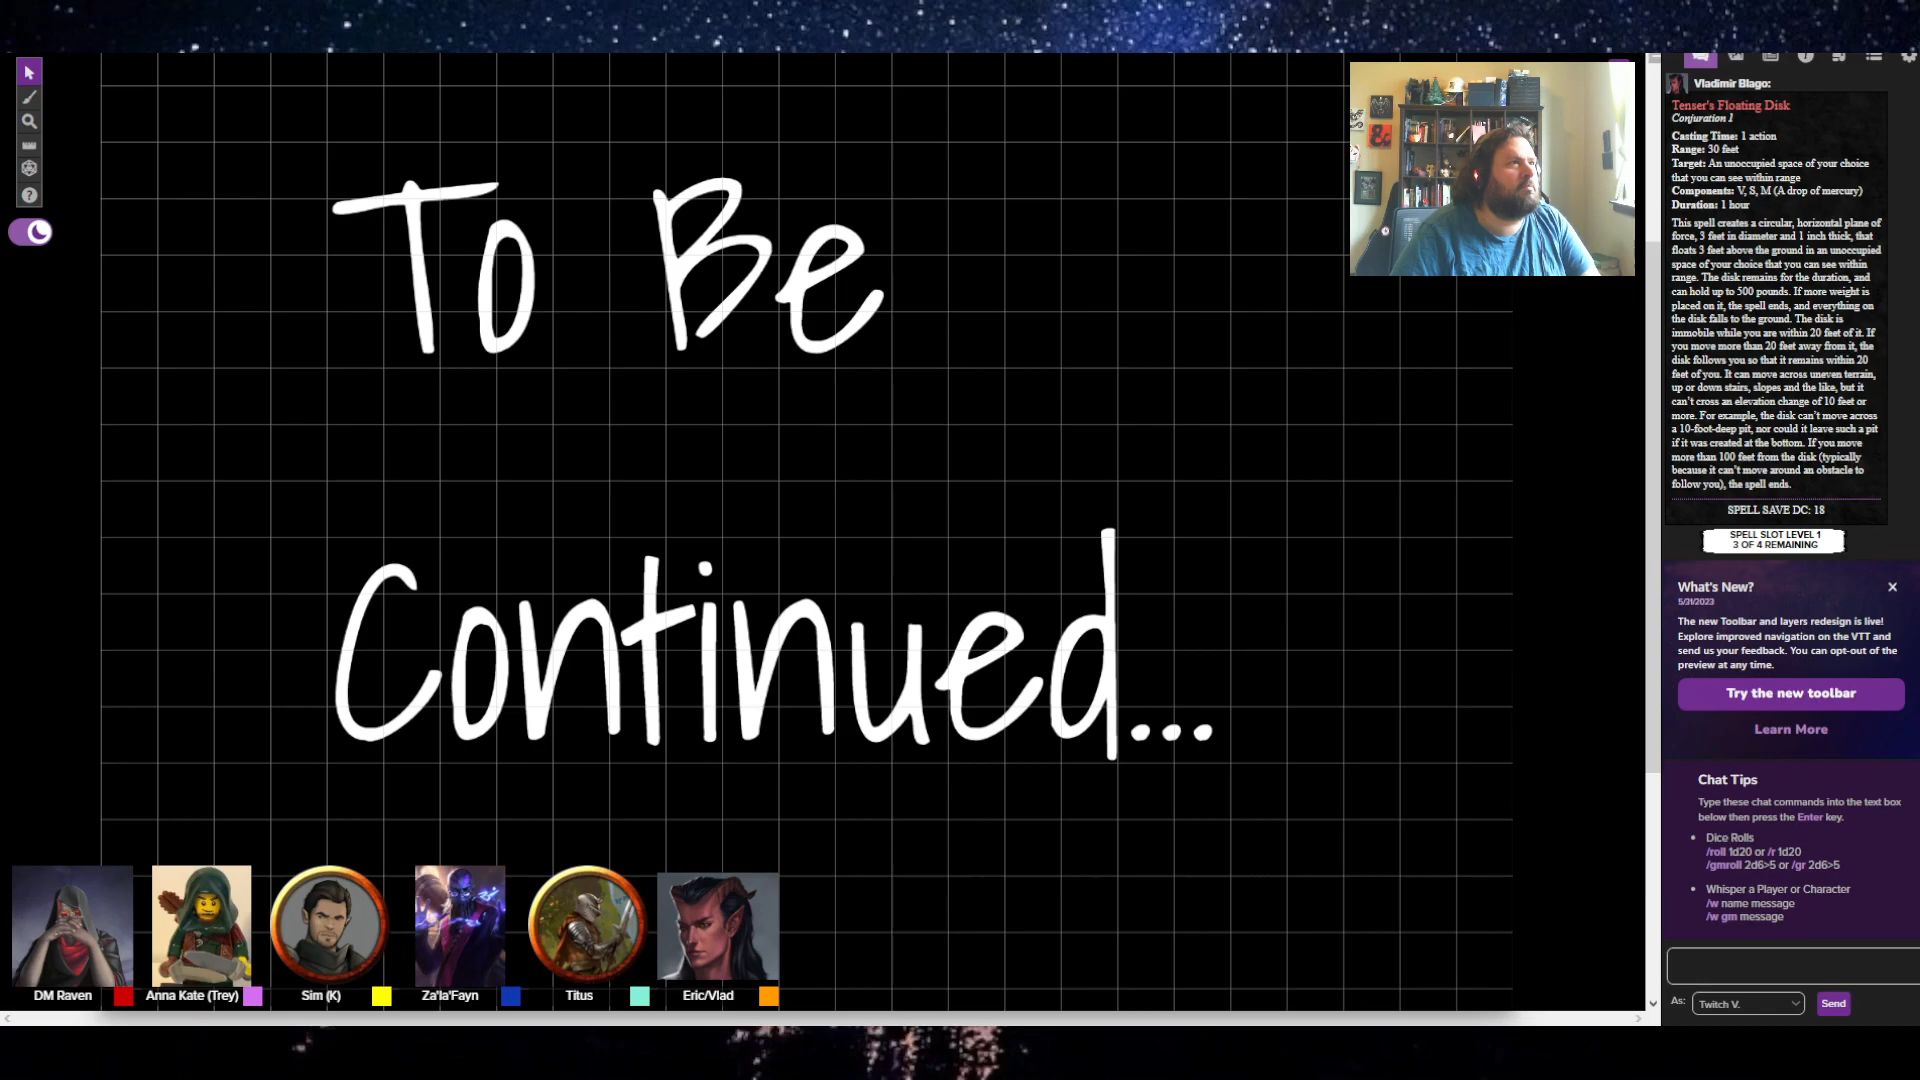 To Be
Continued...
Vladimir Blago:
Tenser's Floating Disk
Conjuration 1
Casting Time: 1 action
Range: 30 feet
Target: An unoccupied space of your choice
that you can see within range
Components: V, S, M (A drop of mercury)
Duration: 1 hour
This spell creates a circular, horizontal plane of
force, 3 feet in diameter and 1 inch thick, that
floats 3 feet above the ground in an unoccupied
space of your choice that you can see within
range. The disk remains for the duration, and
can hold up to 500 pounds. If more weight is
placed on it, the spell ends, and everything on
the disk falls to the ground. The disk is
immobile while you are within 20 feet of it. If
you move more than 20 feet away from it, the
disk follows you so that it remains within 20
feet of you. It can move across uneven terrain,
up or down stairs, slopes and the like, but it
can't cross an elevation change of 10 feet or
more. For example, the disk can't move across
a 10-foot-deep pit, nor could it leave such a pit
if it was created at the bottom. If you move
more than 100 feet from the disk (typically
because it can't move around an obstacle to
follow you), the spell ends.
SPELL SAVE DC: 18
SPELL SLOT LEVEL 1
3 OF 4 REMAINING
What's New?
5/31/2023
The new Toolbar and layers redesign is live!
Explore improved navigation on the VTT and
send us your feedback. You can opt-out of the
preview at any time.
Try the new toolbar
Learn More
Chat Tips
Type these chat commands into the text box
below then press the Enter key.
Dice Rolls
/roll 1d20 or /r 1d20
/gmroll 2d6>5 or /gr 2d6>5
Whisper a Player or Character
/w name message
/w gm message
As: Twitch V. Send
DM Raven Anna Kate (Trey) Sim (K) Za'la'Fayn Titus Eric/Vlad